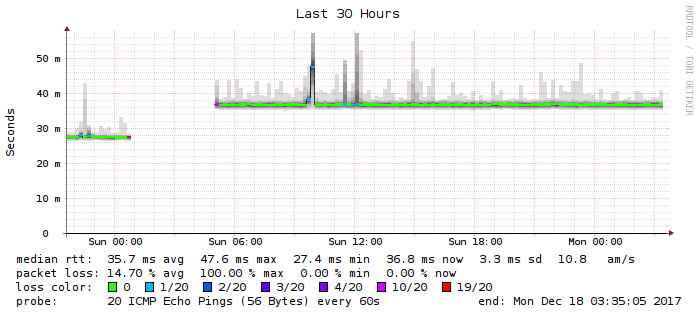 Last 30 Hours
RRDTOOL / TOBI OETIKER
Seconds
50 m
40 m
30 m
20 m
10 m
0
Sun 00:00 Sun 06:00 Sun 12:00 Sun 18:00 Mon 00:00
median rtt: 35.7 ms avg 47.6 ms max 27.4 ms min 36.8 ms now 3.3 ms sd 10.8 am/s
packet loss: 14.70 % avg 100.00 % max 0.00 % min 0.00 % now
loss color: 0 1/20 2/20 3/20 4/20 10/20 19/20
probe: 20 ICMP Echo Pings (56 Bytes) every 60s end: Mon Dec 18 03:35:05 2017